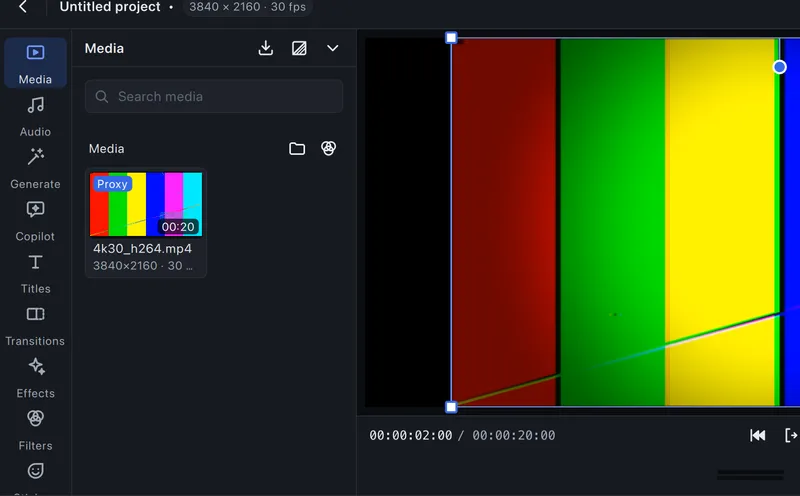 Untitled project • 3840 × 2160 · 30 fps
Media
Media
Audio
Generate
Copilot
Titles
Transitions
Effects
Filters
Search media
Media
Proxy
00:20
4k30_h264.mp4
3840×2160 · 30 ...
00:00:02:00 / 00:00:20:00